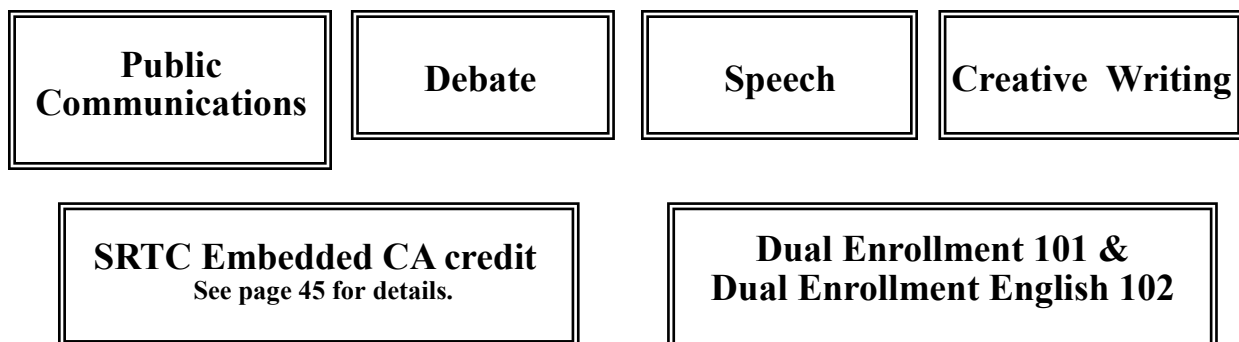 Public
Communications
Debate
Speech
Creative Writing
SRTC Embedded CA credit
See page 45 for details.
Dual Enrollment 101 &
Dual Enrollment English 102